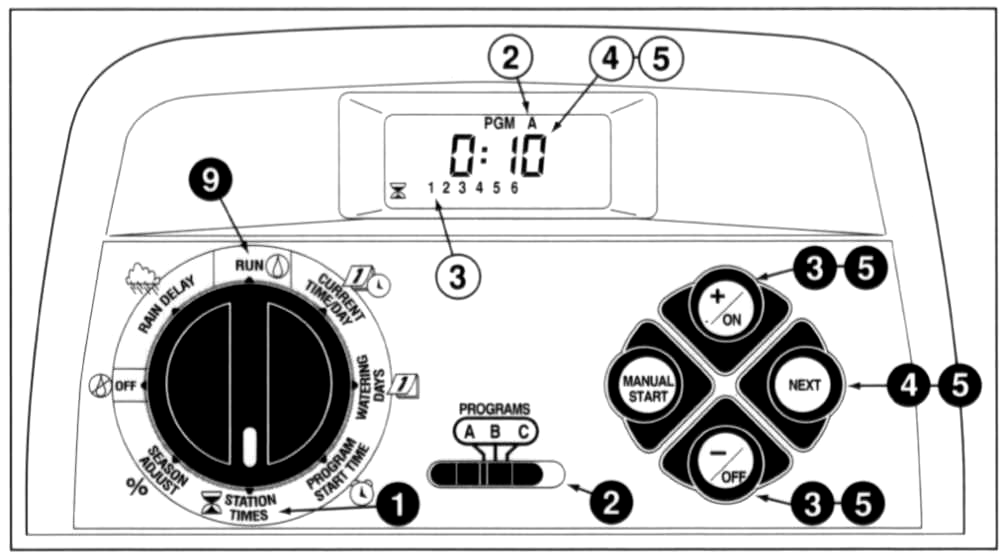 2
4
5
PGM A
0:10
1 2 3 4 5 6
9
3
RUN
CURRENT
TIME/DAY
RAIN DELAY
3
5
+
ON
OFF
WATERING
DAYS
MANUAL
START
NEXT
4
5
PROGRAMS
A B C
SEASON
ADJUST
%
PROGRAM
START TIME
−
OFF
STATION
TIMES
1
2
3
5